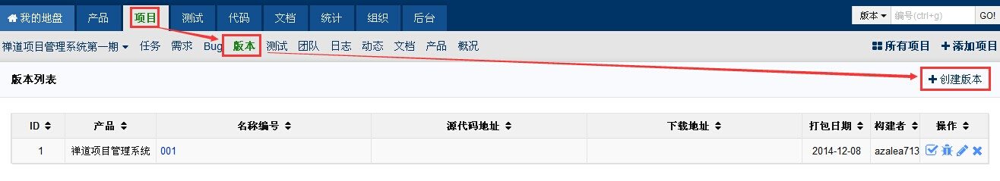 我的地盘 产品 项目 测试 代码 文档 统计 组织 后台 版本 编号(ctrl+g) GO!
禅道项目管理系统第一期 任务 需求 Bug 版本 测试 团队 日志 动态 文档 产品 概况 所有项目 +添加项目
版本列表 +创建版本
ID 产品 名称编号 源代码地址 下载地址 打包日期 构建者 操作
1 禅道项目管理系统 001 2014-12-08 azalea713